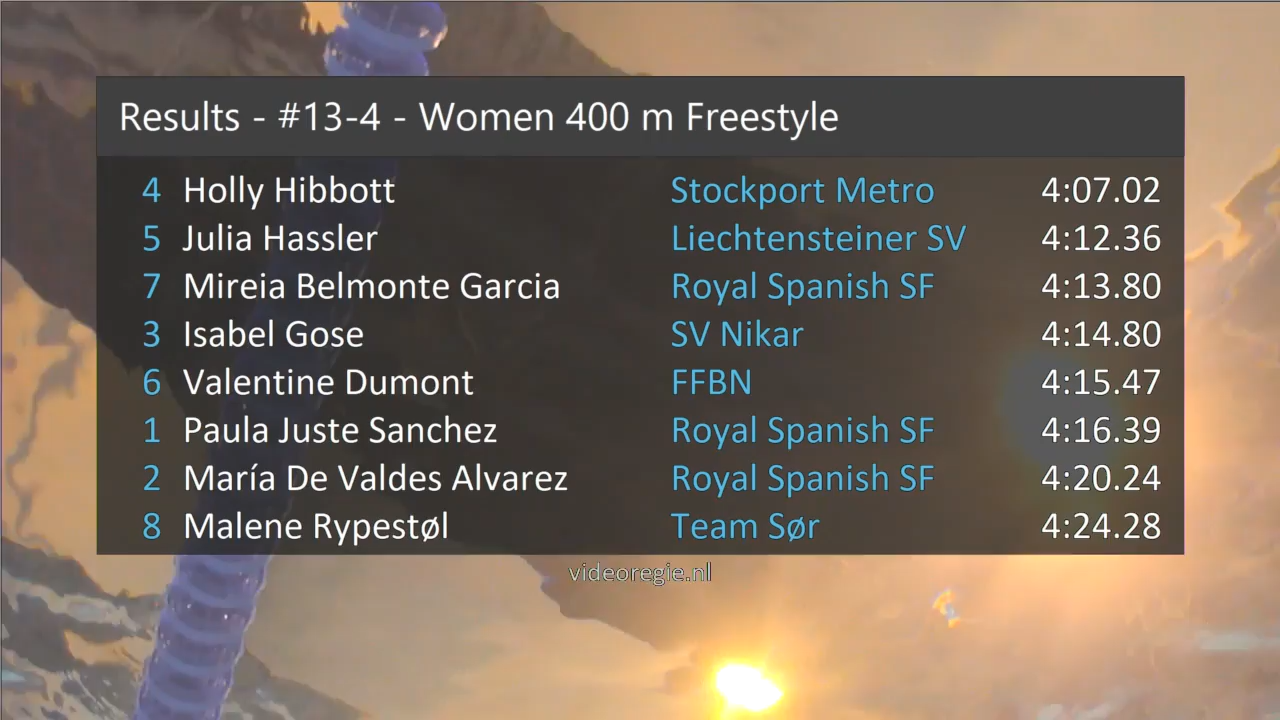 Results - #13-4 - Women 400 m Freestyle
4 Holly Hibbott Stockport Metro 4:07.02
5 Julia Hassler Liechtensteiner SV 4:12.36
7 Mireia Belmonte Garcia Royal Spanish SF 4:13.80
3 Isabel Gose SV Nikar 4:14.80
6 Valentine Dumont FFBN 4:15.47
1 Paula Juste Sanchez Royal Spanish SF 4:16.39
2 María De Valdes Alvarez Royal Spanish SF 4:20.24
8 Malene Rypestøl Team Sør 4:24.28
videoregie.nl